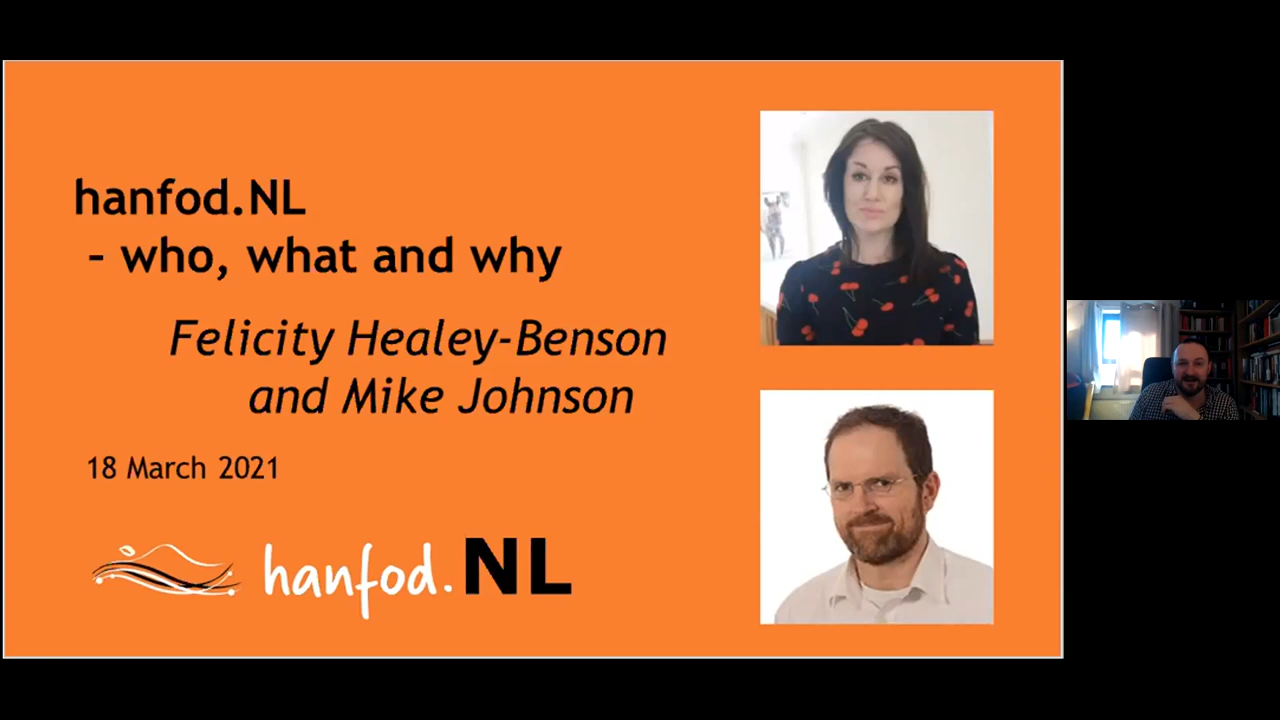 hanfod.NL
– who, what and why
Felicity Healey-Benson
and Mike Johnson
18 March 2021
hanfod.NL